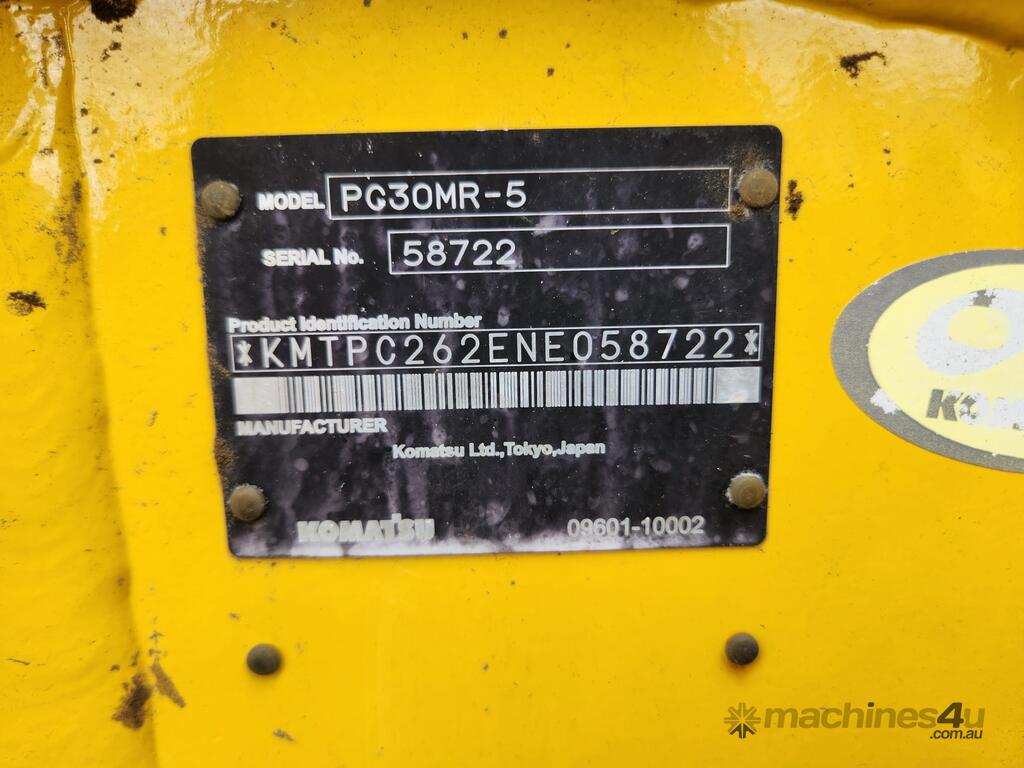 MODEL PC30MR-5
SERIAL No. 58722
Product Identification Number
*KMTPC262ENE058722*
MANUFACTURER
Komatsu Ltd.,Tokyo,Japan
KOMATSU 09601-10002
machines4u
.com.au